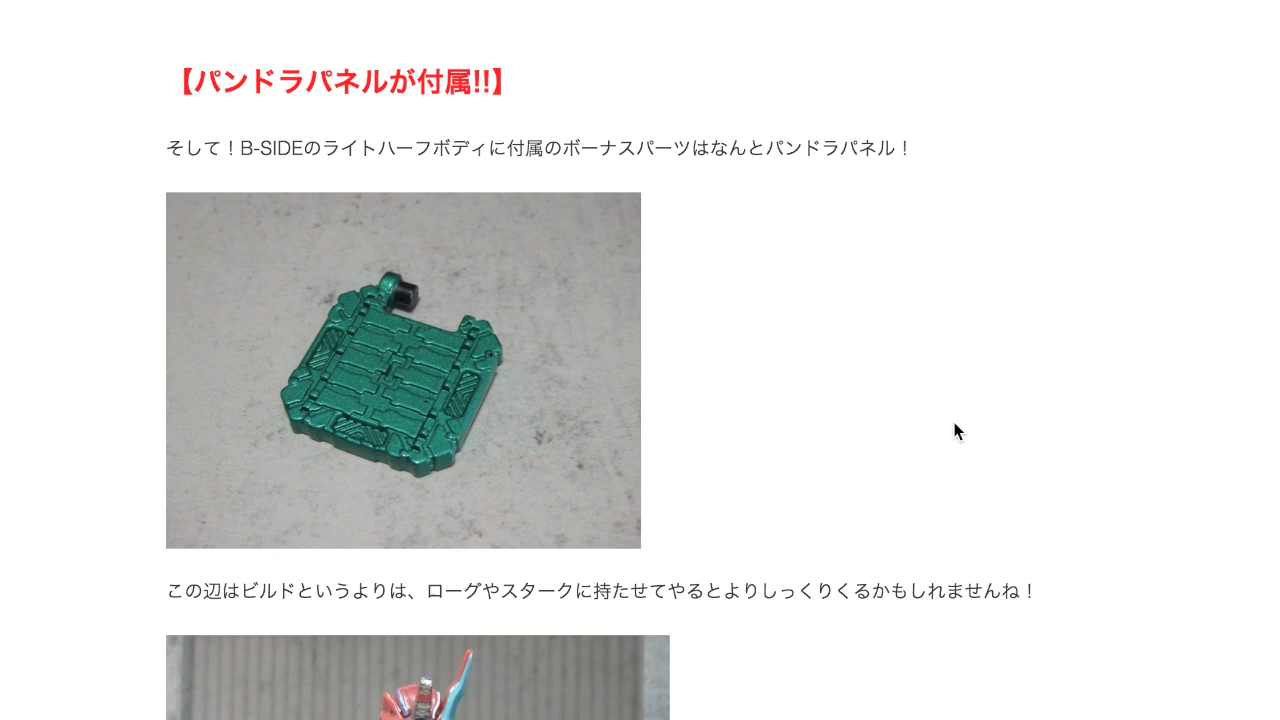 【パンドラパネルが付属!!】
そして！B-SIDEのライトハーフボディに付属のボーナスパーツはなんとパンドラパネル！
この辺はビルドというよりは、ローグやスタークに持たせてやるとよりしっくりくるかもしれませんね！